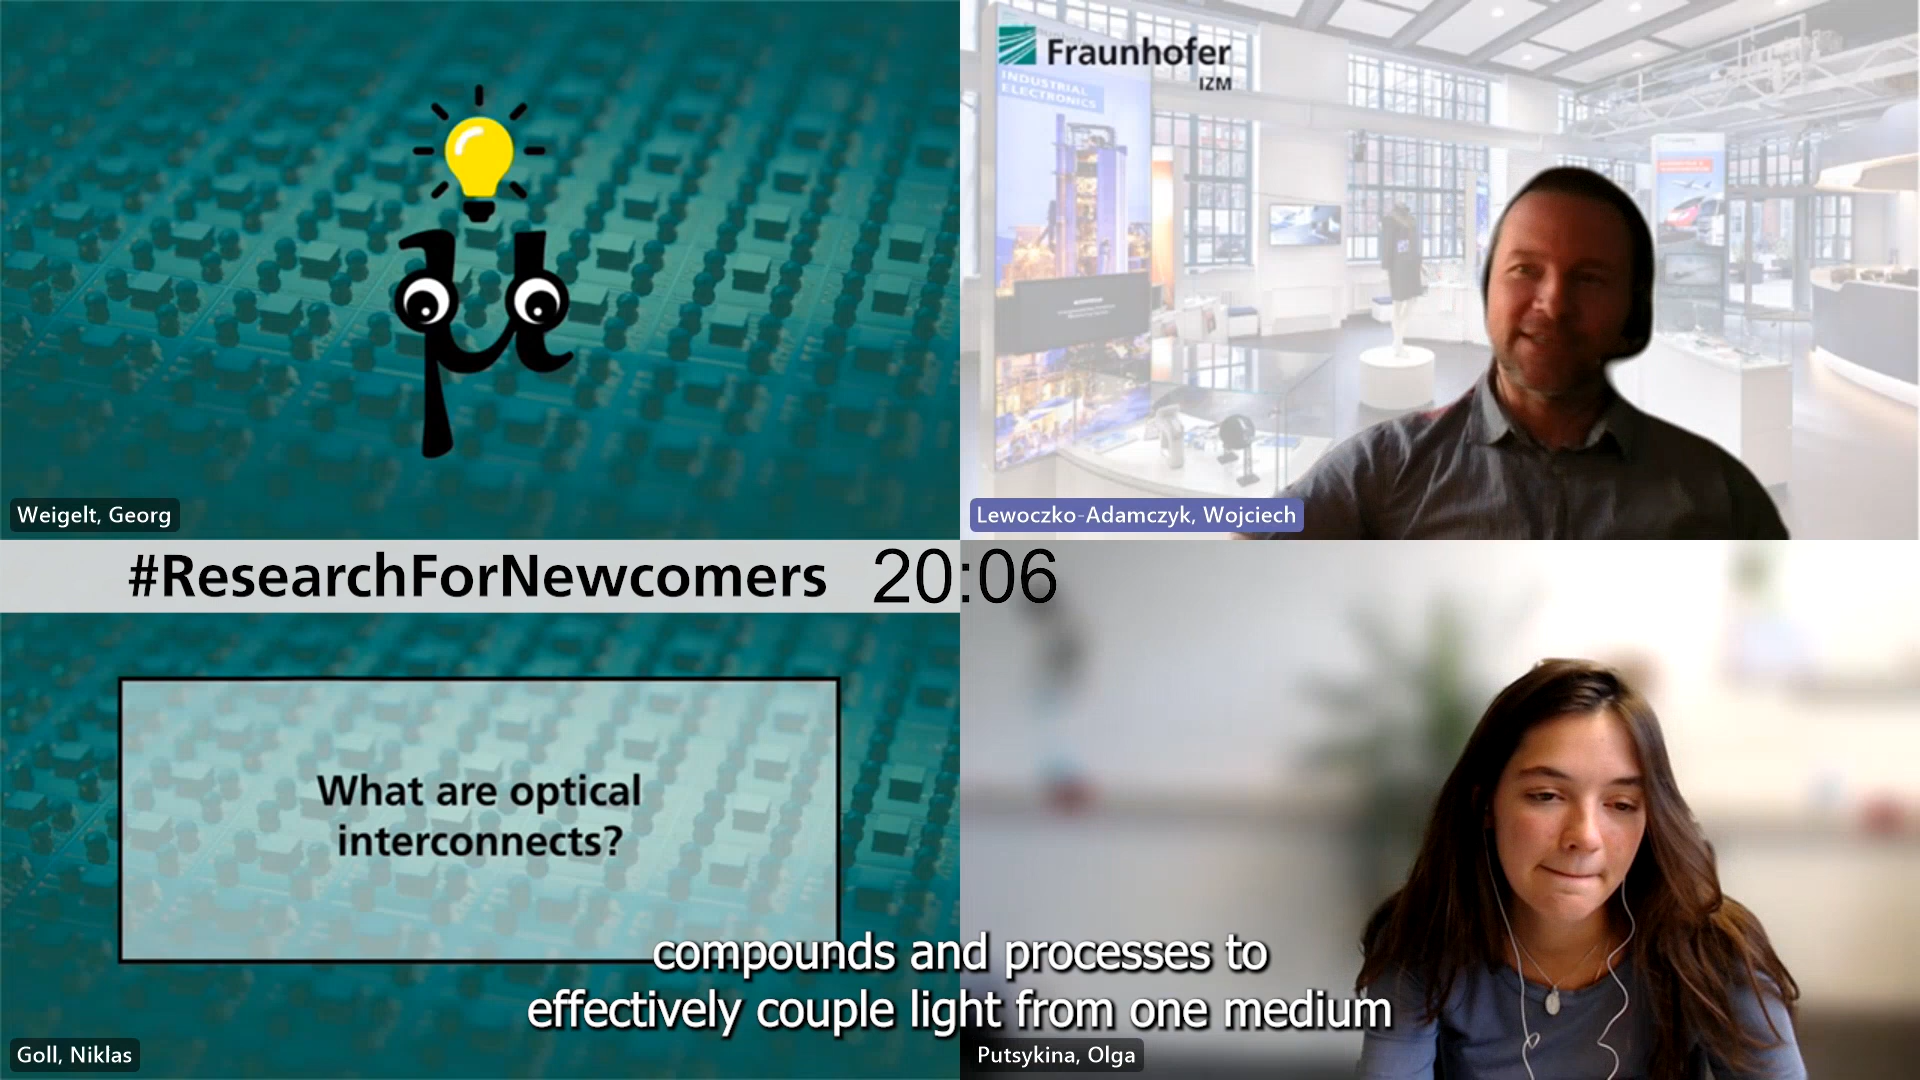 Fraunhofer
IZM
INDUSTRIAL
ELECTRONICS
Weigelt, Georg
Lewoczko-Adamczyk, Wojciech
#ResearchForNewcomers
20:06
What are optical
interconnects?
compounds and processes to
effectively couple light from one medium
Goll, Niklas
Putsykina, Olga